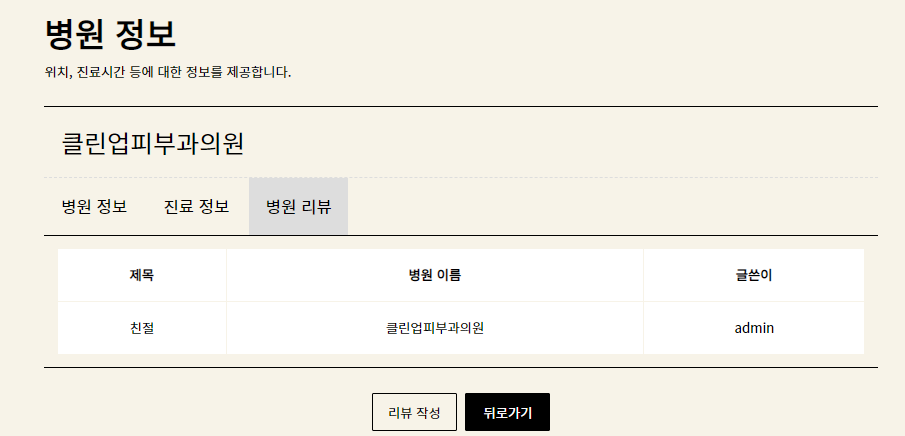 병원 정보
위치, 진료시간 등에 대한 정보를 제공합니다.
클린업피부과의원
병원 정보 진료 정보 병원 리뷰
제목 병원 이름 글쓴이
친절 클린업피부과의원 admin
리뷰 작성 뒤로가기